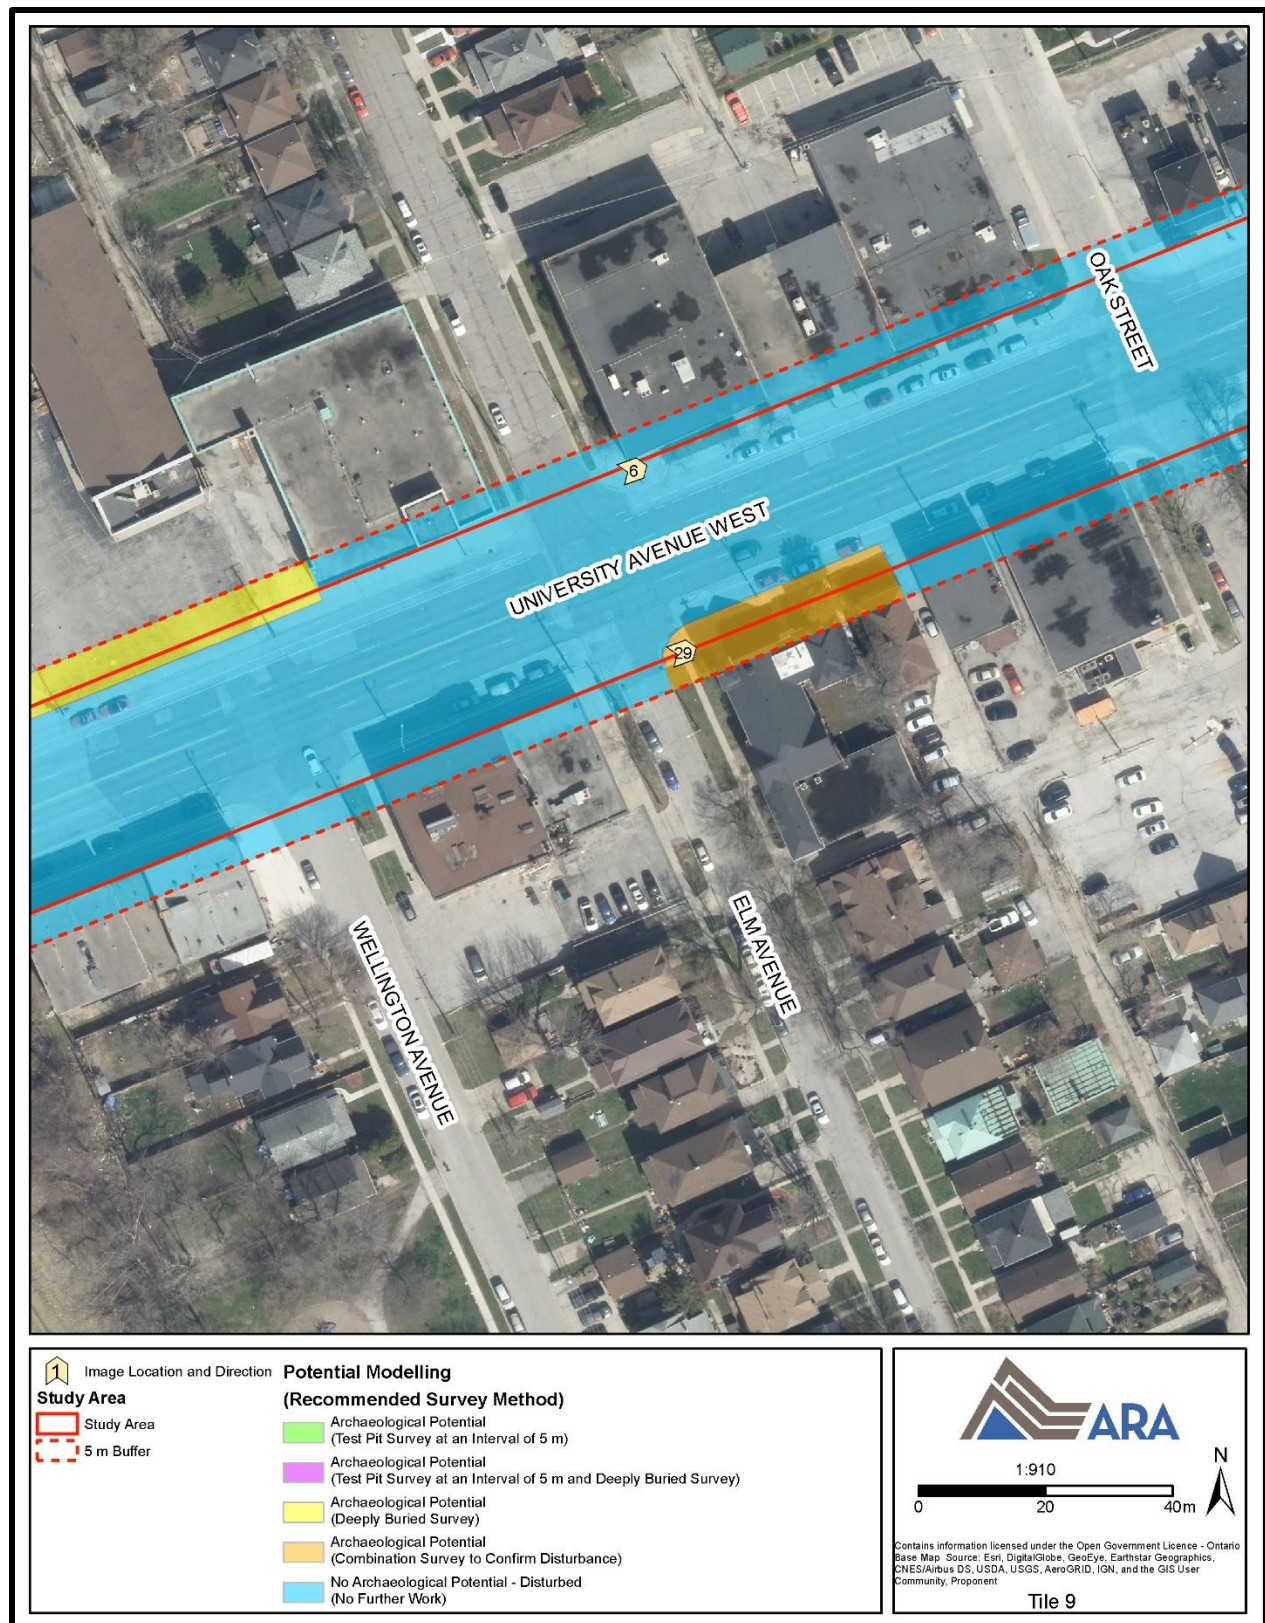 OAK STREET
6
UNIVERSITY AVENUE WEST
29
WELLINGTON AVENUE
ELM AVENUE
1 Image Location and Direction
Study Area
Study Area
5 m Buffer
Potential Modelling
(Recommended Survey Method)
Archaeological Potential
(Test Pit Survey at an Interval of 5 m)
Archaeological Potential
(Test Pit Survey at an Interval of 5 m and Deeply Buried Survey)
Archaeological Potential
(Deeply Buried Survey)
Archaeological Potential
(Combination Survey to Confirm Disturbance)
No Archaeological Potential - Disturbed
(No Further Work)
ARA
N
1:910
0 20 40m
Contains information licensed under the Open Government Licence - Ontario
Base Map Source: Esri, DigitalGlobe, GeoEye, Earthstar Geographics,
CNES/Airbus DS, USDA, USGS, AeroGRID, IGN, and the GIS User
Community, Proponent
Tile 9